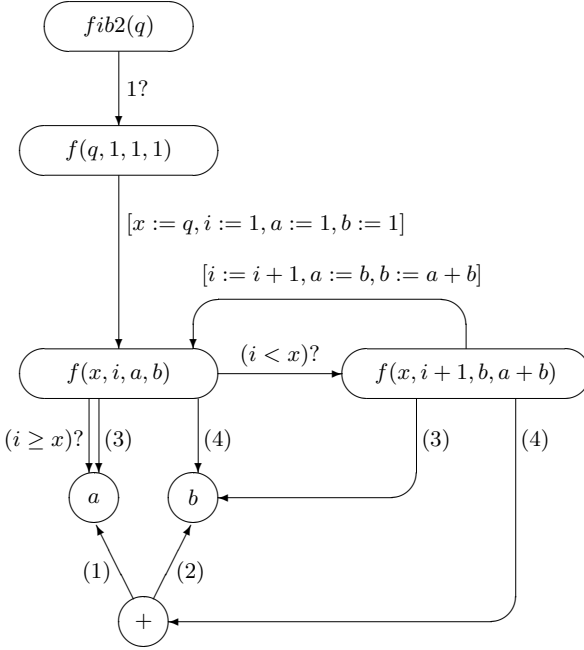 fib2(q)
1?
f(q, 1, 1, 1)
[x := q, i := 1, a := 1, b := 1]
[i := i + 1, a := b, b := a + b]
f(x, i, a, b)
(i < x)?
f(x, i + 1, b, a + b)
(i ≥ x)?
(3)
(4)
(3)
(4)
a
b
(1)
(2)
+